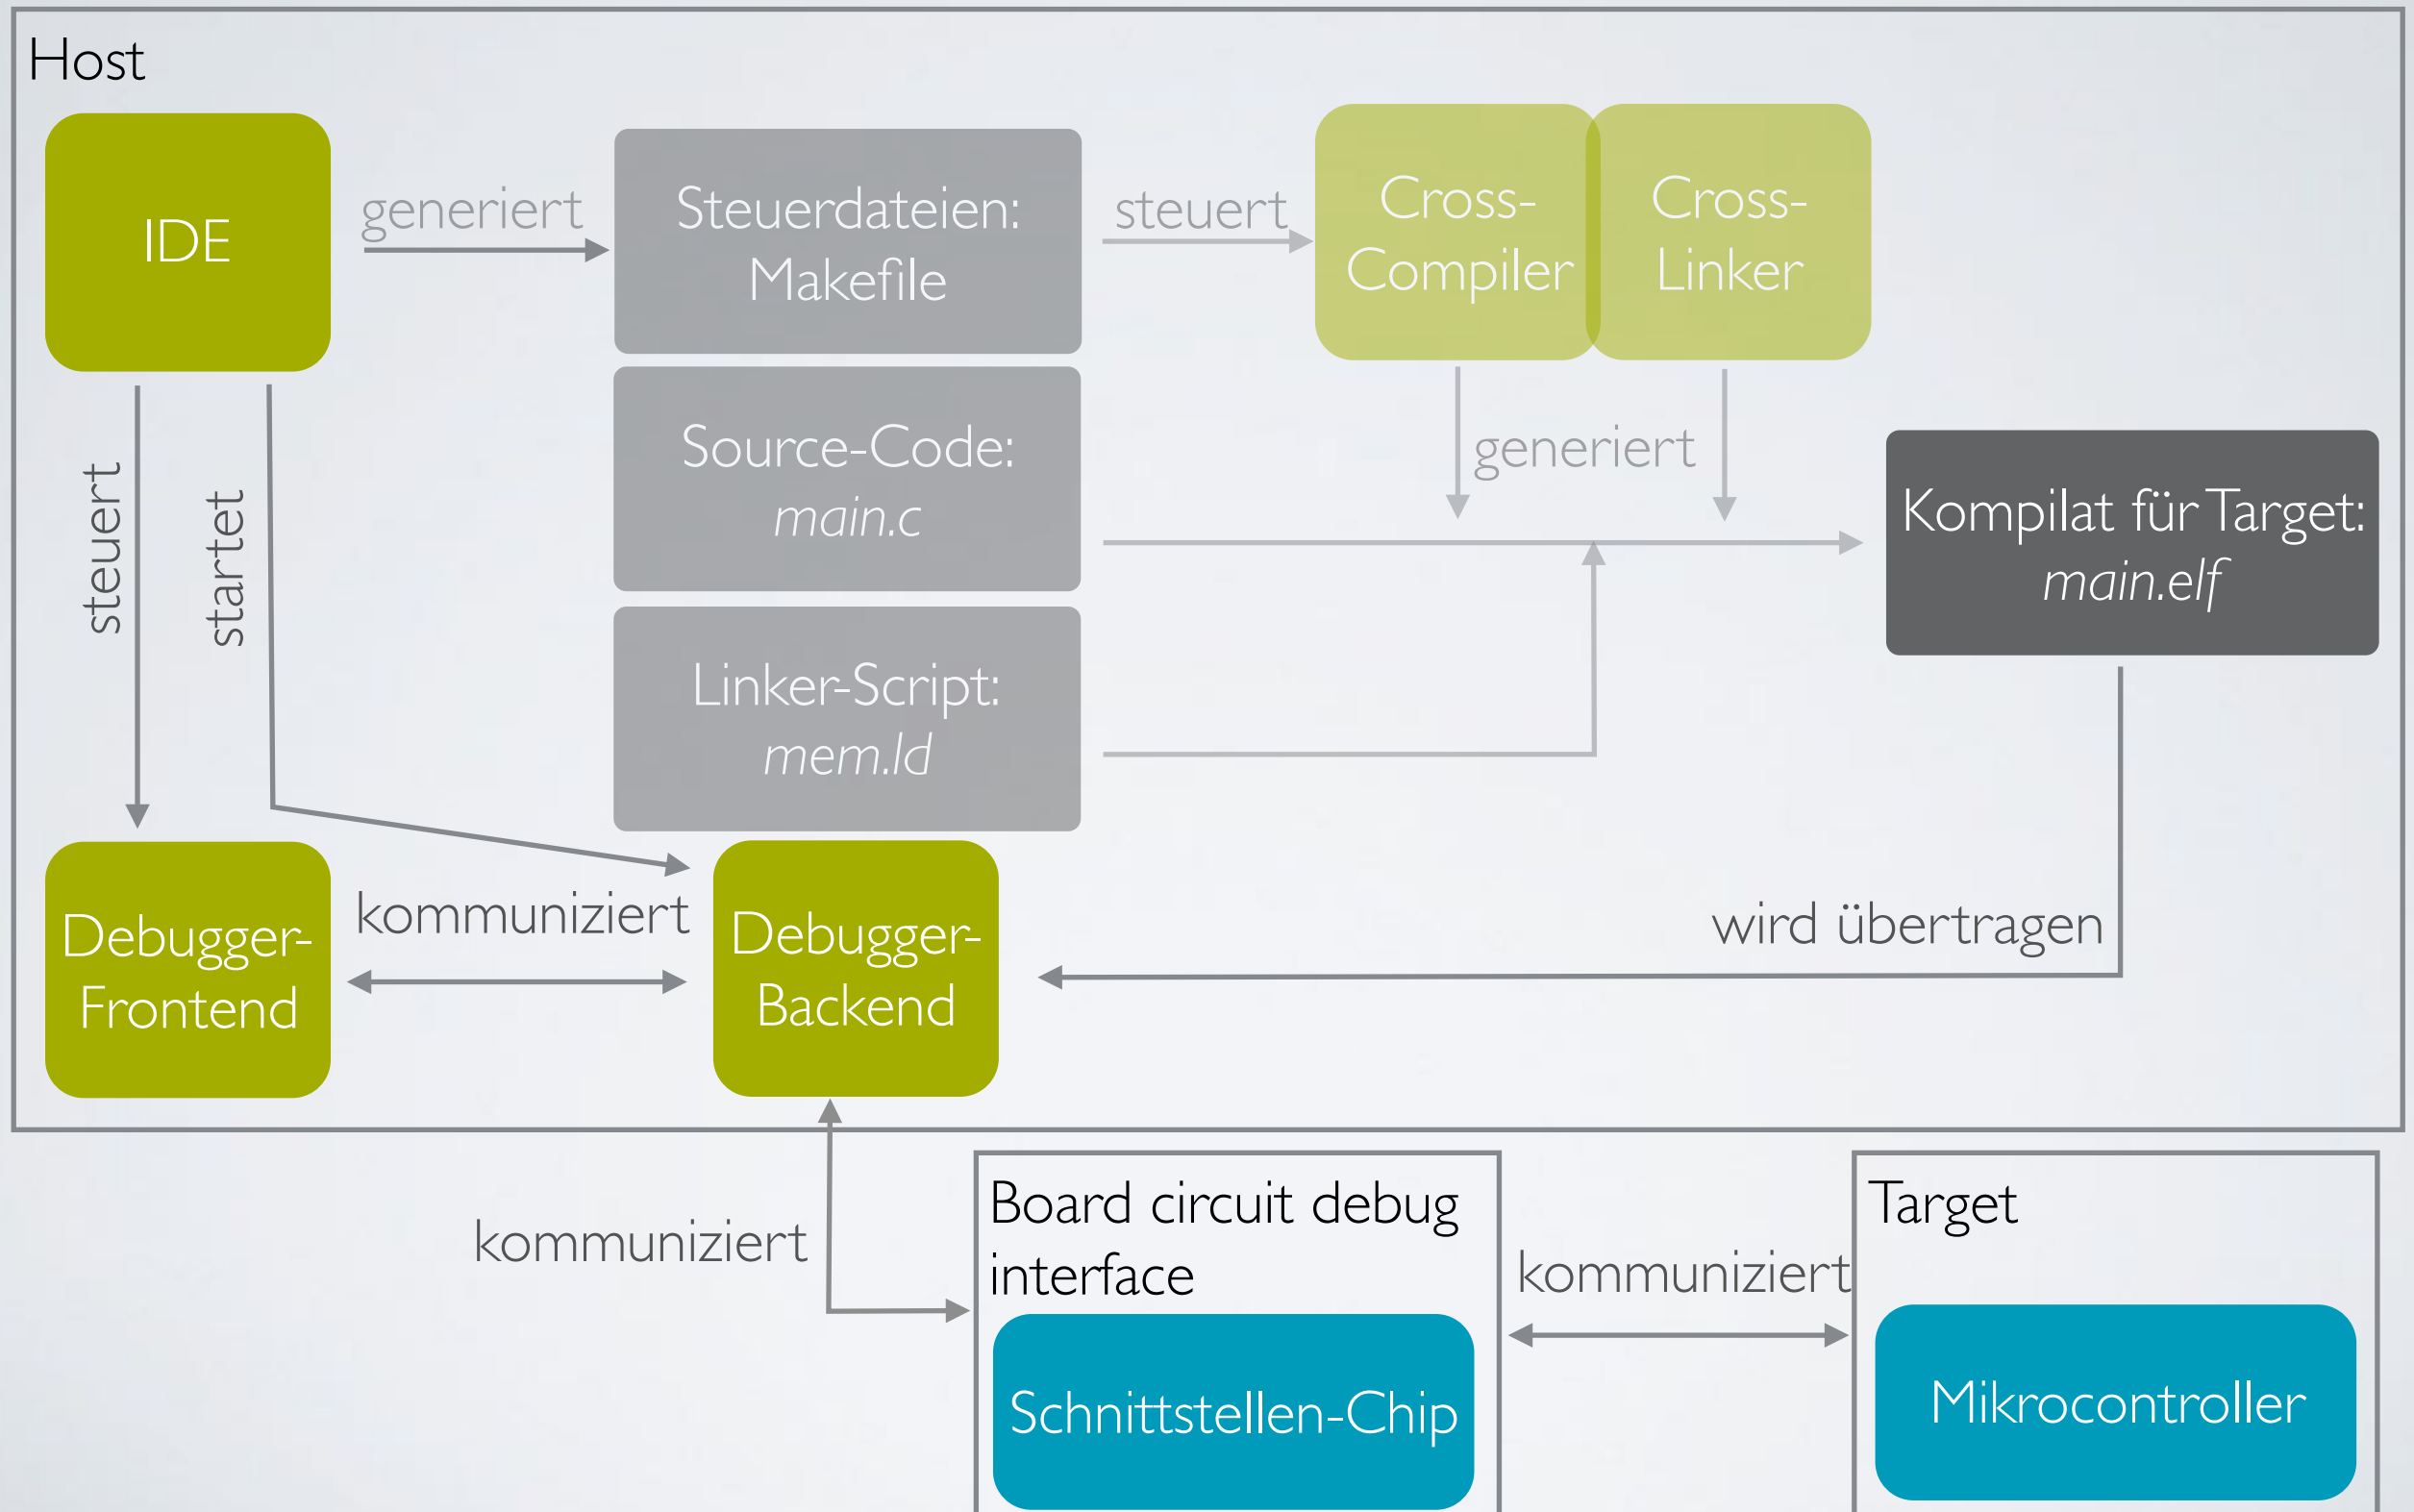 Host
IDE
generiert
Steuerdateien:
Makefile
steuert
Cross-
Compiler
Cross-
Linker
Source-Code:
main.c
generiert
Kompilat für Target:
main.elf
steuert
startet
Linker-Script:
mem.ld
Debugger-
Frontend
kommuniziert
Debugger-
Backend
wird übertragen
kommuniziert
Board circuit debug
interface
Schnittstellen-Chip
kommuniziert
Target
Mikrocontroller